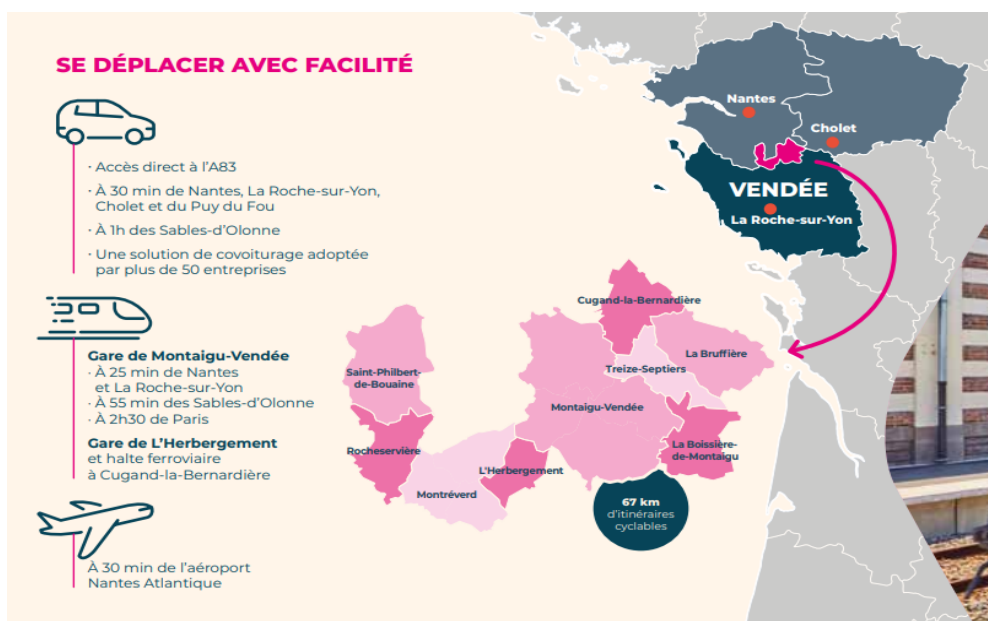 SE DÉPLACER AVEC FACILITÉ
· Accès direct à l'A83
· À 30 min de Nantes, La Roche-sur-Yon,
Cholet et du Puy du Fou
· À 1h des Sables-d'Olonne
· Une solution de covoiturage adoptée
par plus de 50 entreprises
Gare de Montaigu-Vendée
· À 25 min de Nantes
et La Roche-sur-Yon
· À 55 min des Sables-d'Olonne
· À 2h30 de Paris
Gare de L'Herbergement
et halte ferroviaire
à Cugand-la-Bernardière
À 30 min de l'aéroport
Nantes Atlantique
Nantes
Cholet
VENDÉE
La Roche-sur-Yon
Cugand-la-Bernardière
La Bruffière
Treize-Septiers
Saint-Philbert-
de-Bouaine
Montaigu-Vendée
Rocheservière
La Boissière-
de-Montaigu
L'Herbergement
Montréverd
67 km
d'itinéraires
cyclables